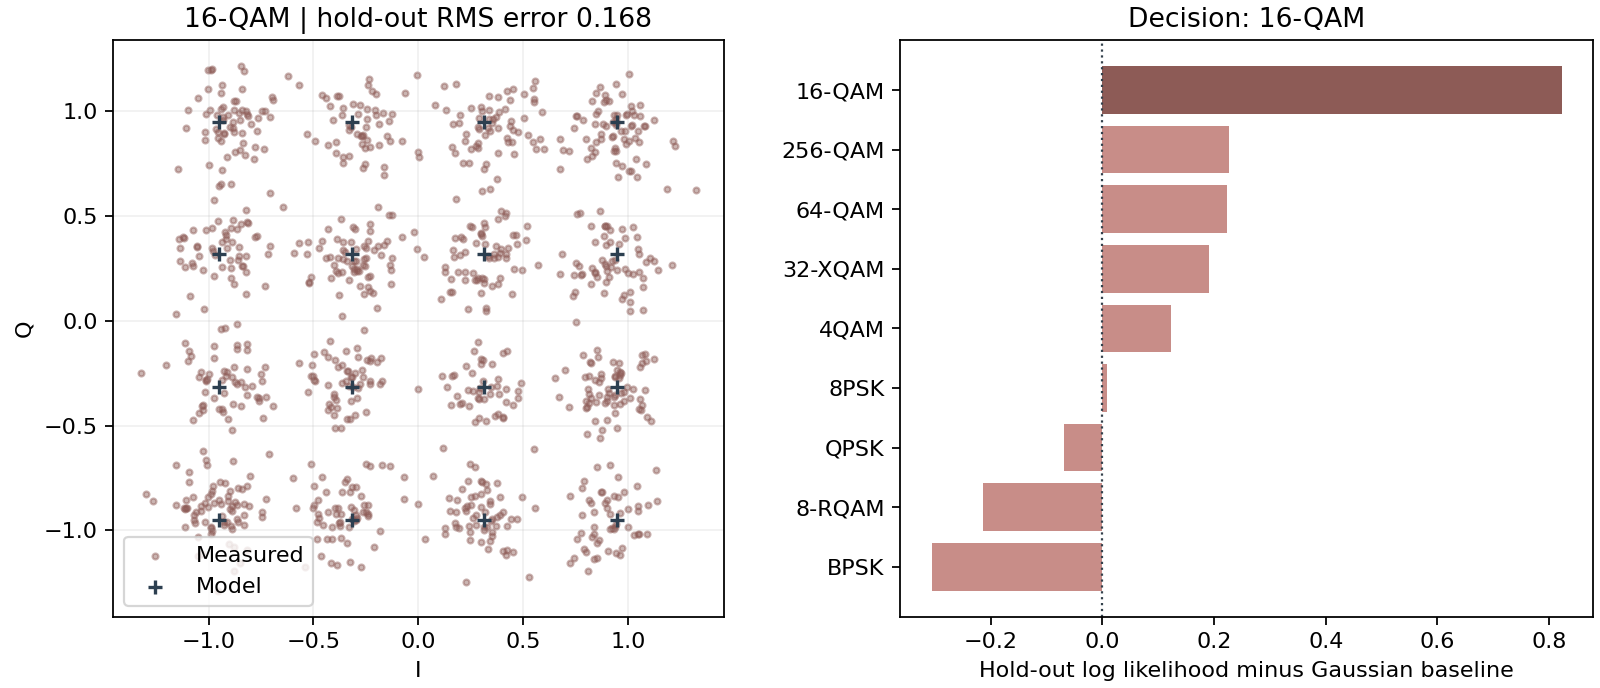 16-QAM | hold-out RMS error 0.168
1.0
0.5
0.0
−0.5
−1.0
Q
Measured
Model
−1.0
−0.5
0.0
0.5
1.0
I
Decision: 16-QAM
16-QAM
256-QAM
64-QAM
32-XQAM
4QAM
8PSK
QPSK
8-RQAM
BPSK
−0.2
0.0
0.2
0.4
0.6
0.8
Hold-out log likelihood minus Gaussian baseline